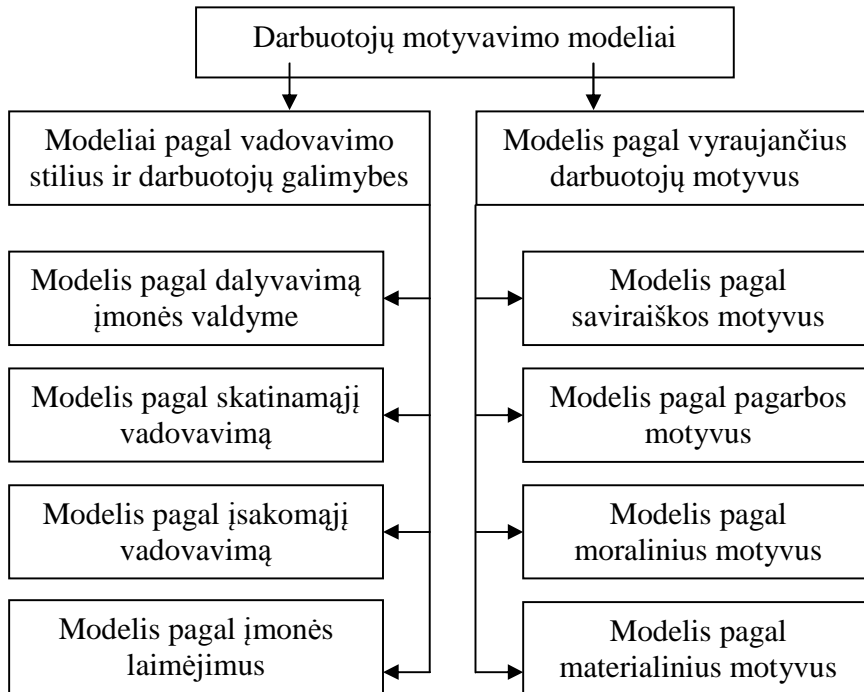 Darbuotojų motyvavimo modeliai
Modeliai pagal vadovavimo
stilius ir darbuotojų galimybes
Modelis pagal dalyvavimą
įmonės valdyme
Modelis pagal skatinamąjį
vadovavimą
Modelis pagal įsakomąjį
vadovavimą
Modelis pagal įmonės
laimėjimus
Modelis pagal vyraujančius
darbuotojų motyvus
Modelis pagal
saviraiškos motyvus
Modelis pagal pagarbos
motyvus
Modelis pagal
moralinius motyvus
Modelis pagal
materialinius motyvus